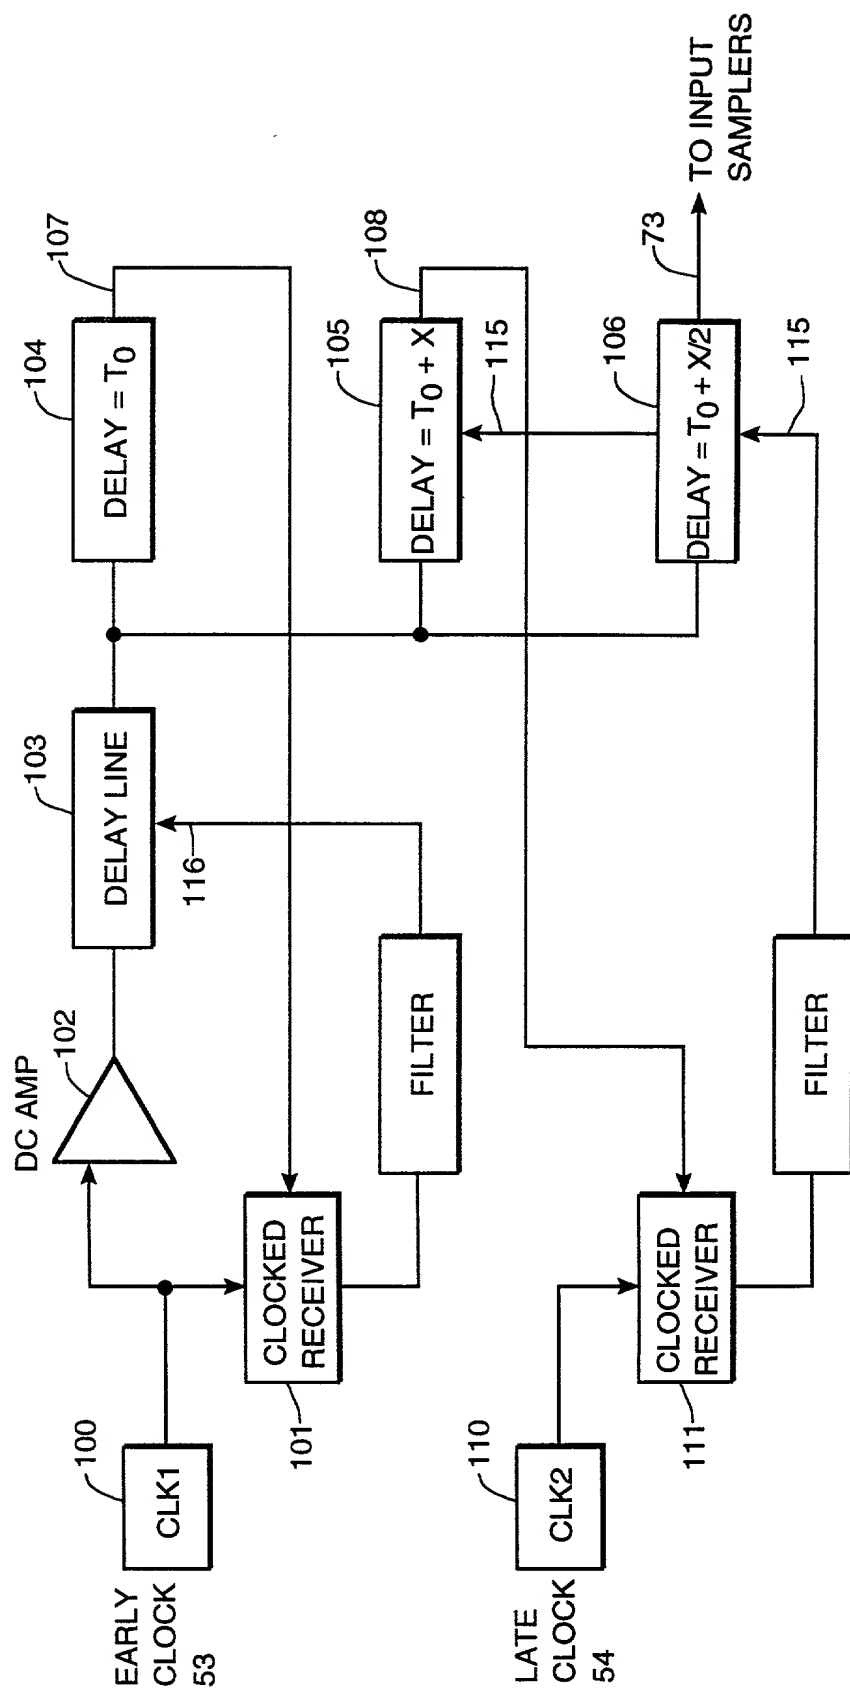 EARLY
CLOCK
53
CLK1
100
DC AMP
102
DELAY LINE
103
116
DELAY = T₀
104
107
CLOCKED
RECEIVER
101
FILTER
DELAY = T₀ + X
105
108
115
LATE
CLOCK
54
CLK2
110
CLOCKED
RECEIVER
111
FILTER
DELAY = T₀ + X/2
106
115
73
TO INPUT
SAMPLERS